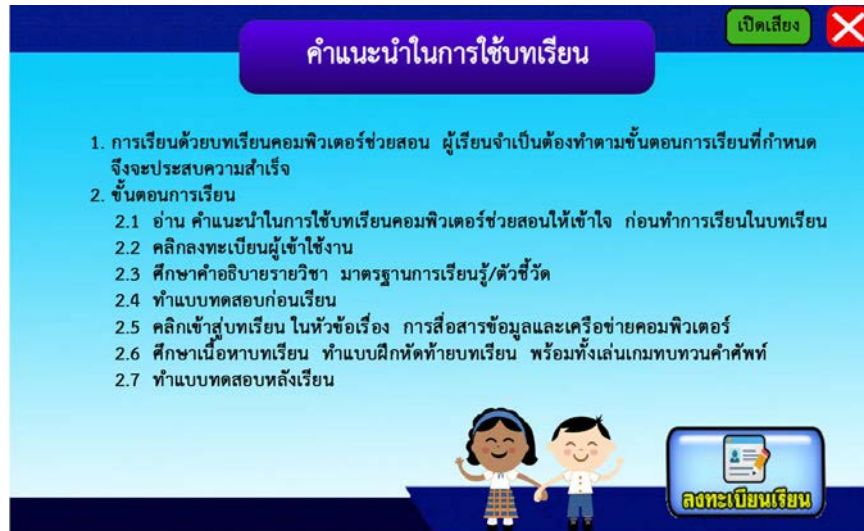 เปิดเสียง
คำแนะนำในการใช้บทเรียน
1. การเรียนด้วยบทเรียนคอมพิวเตอร์ช่วยสอน ผู้เรียนจำเป็นต้องทำตามขั้นตอนการเรียนที่กำหนด
จึงจะประสบความสำเร็จ
2. ขั้นตอนการเรียน
2.1 อ่าน คำแนะนำในการใช้บทเรียนคอมพิวเตอร์ช่วยสอนให้เข้าใจ ก่อนทำการเรียนในบทเรียน
2.2 คลิกลงทะเบียนผู้เข้าใช้งาน
2.3 ศึกษาคำอธิบายรายวิชา มาตรฐานการเรียนรู้/ตัวชี้วัด
2.4 ทำแบบทดสอบก่อนเรียน
2.5 คลิกเข้าสู่บทเรียน ในหัวข้อเรื่อง การสื่อสารข้อมูลและเครือข่ายคอมพิวเตอร์
2.6 ศึกษาเนื้อหาบทเรียน ทำแบบฝึกหัดท้ายบทเรียน พร้อมทั้งเล่นเกมทบทวนคำศัพท์
2.7 ทำแบบทดสอบหลังเรียน
ลงทะเบียนเรียน